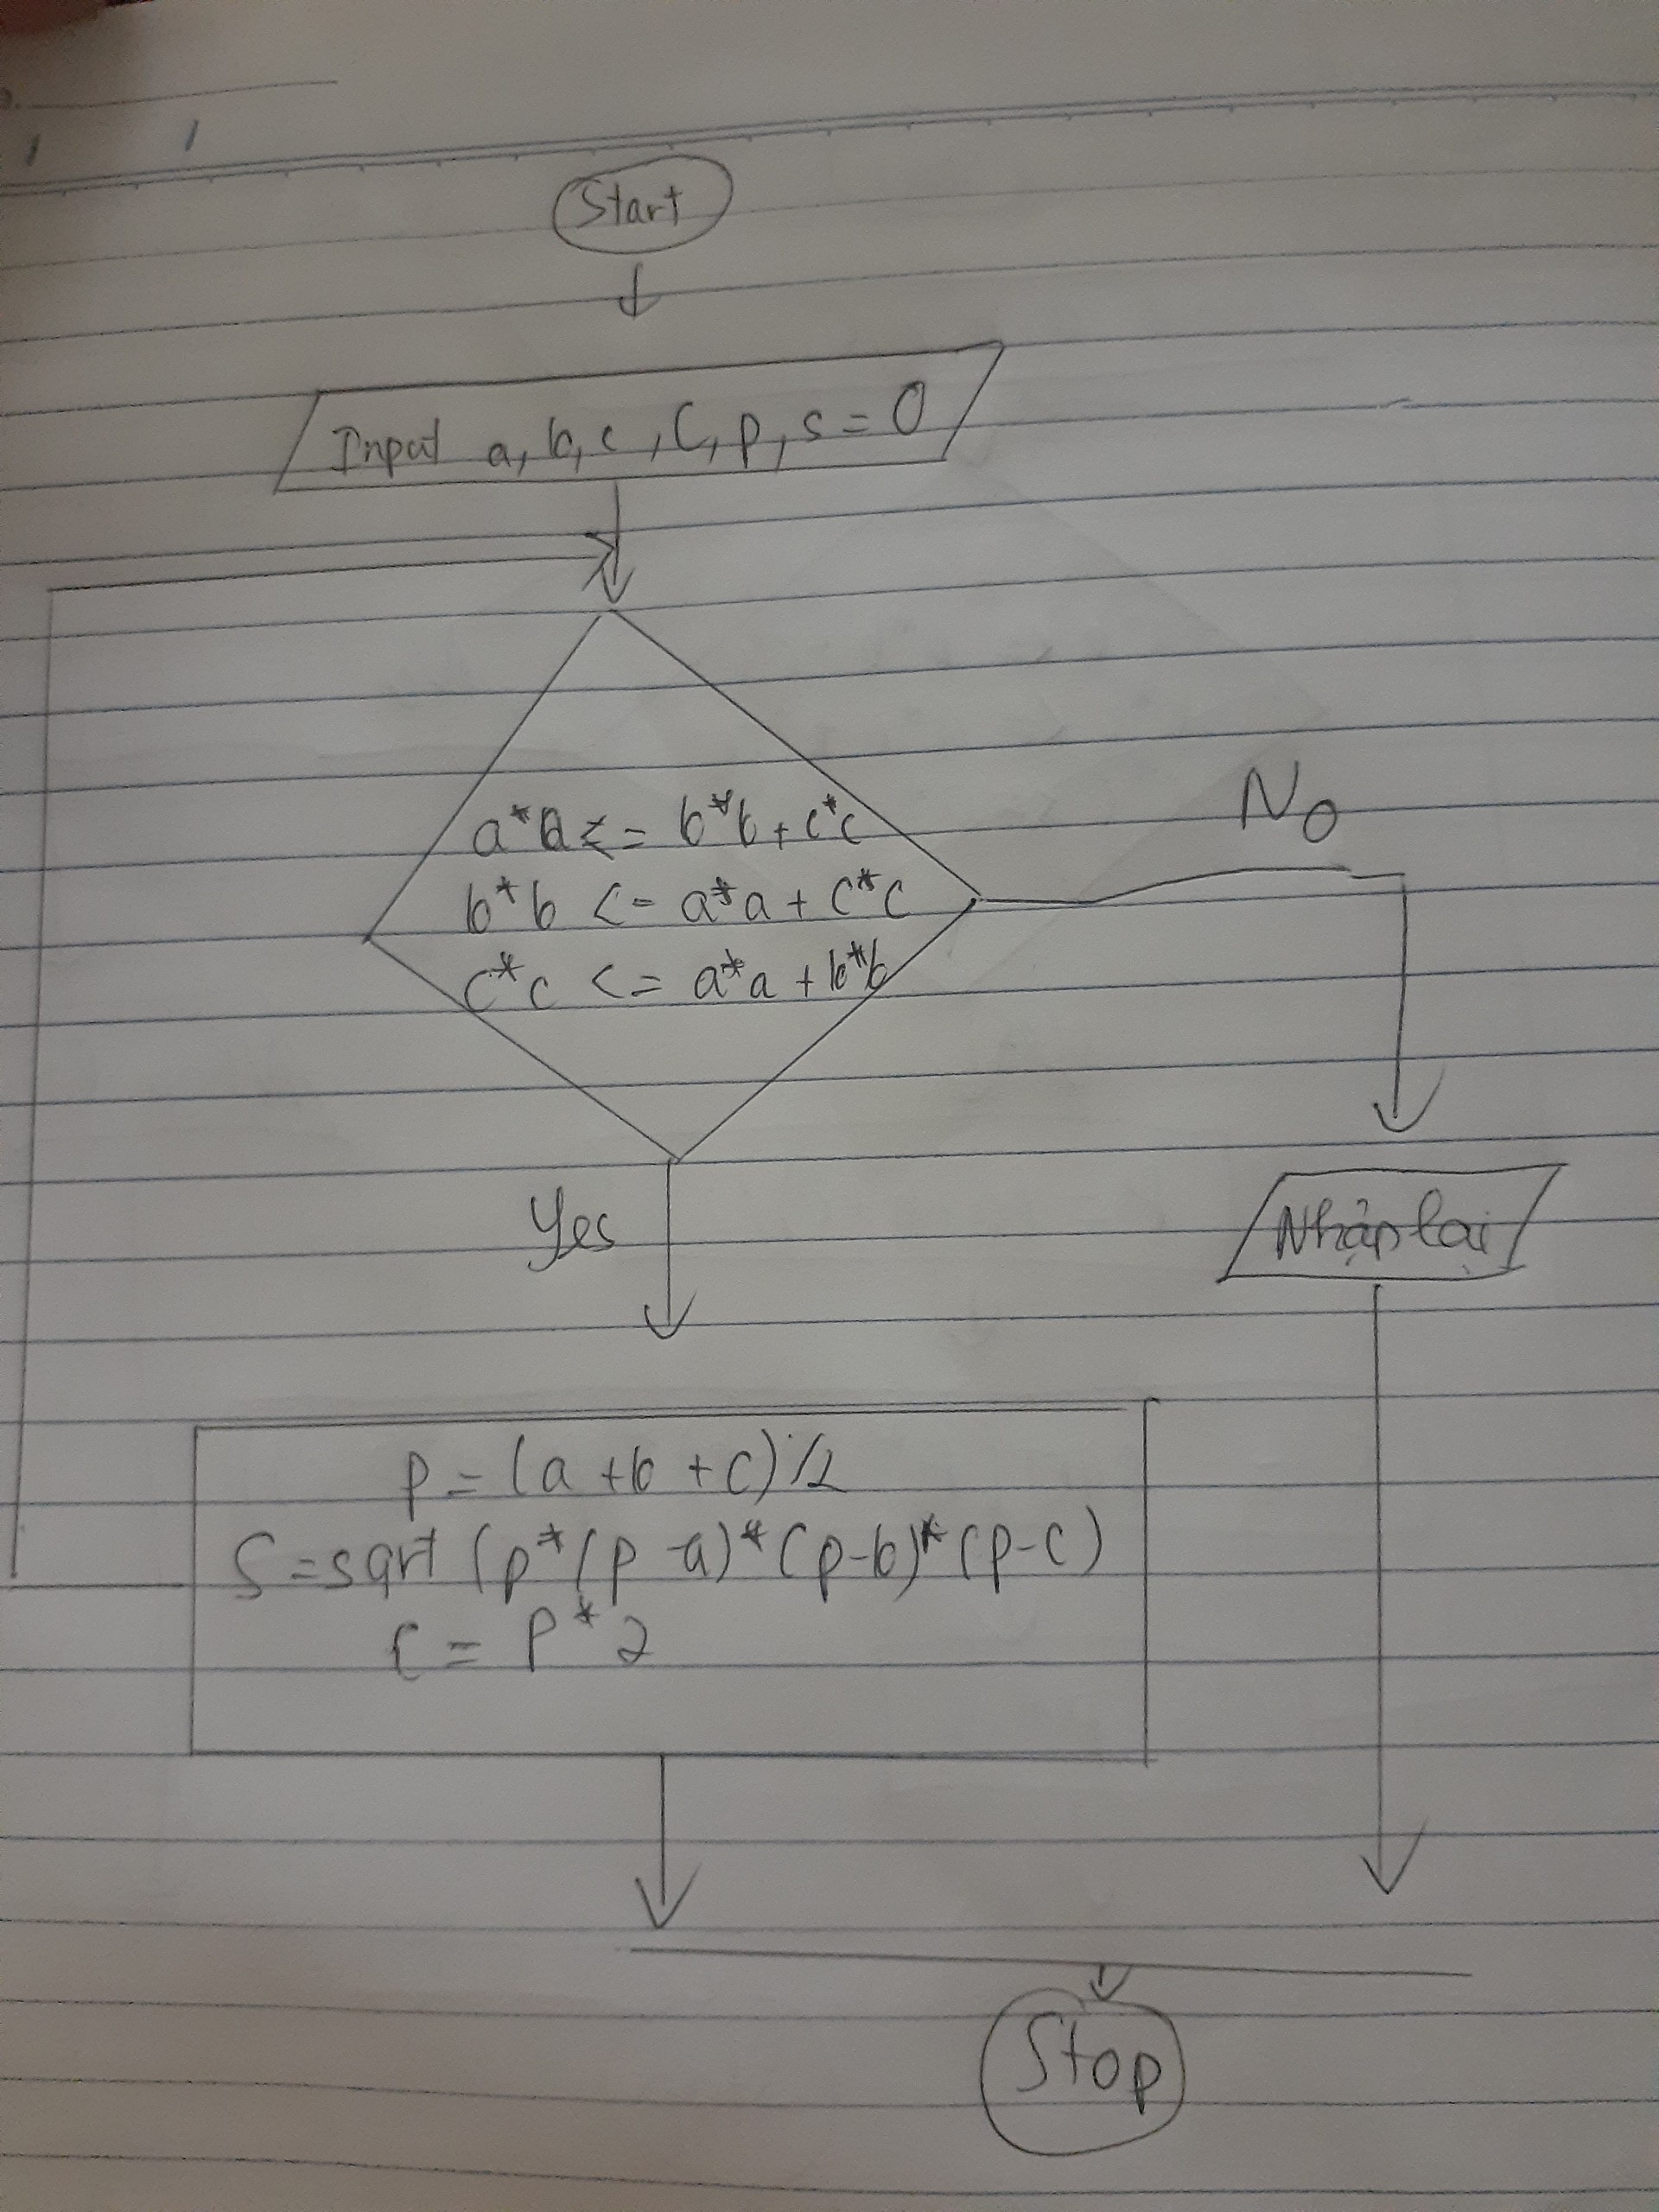 Start
Input a, b, c, C, p, s = 0
a*a <= b*b + c*c
b*b <= a*a + c*c
c*c <= a*a + b*b
No
Yes
Nhập lại
P = (a + b + c) / 2
S = sqrt (p*(p-a)*(p-b)*(p-c)
C = P*2
Stop